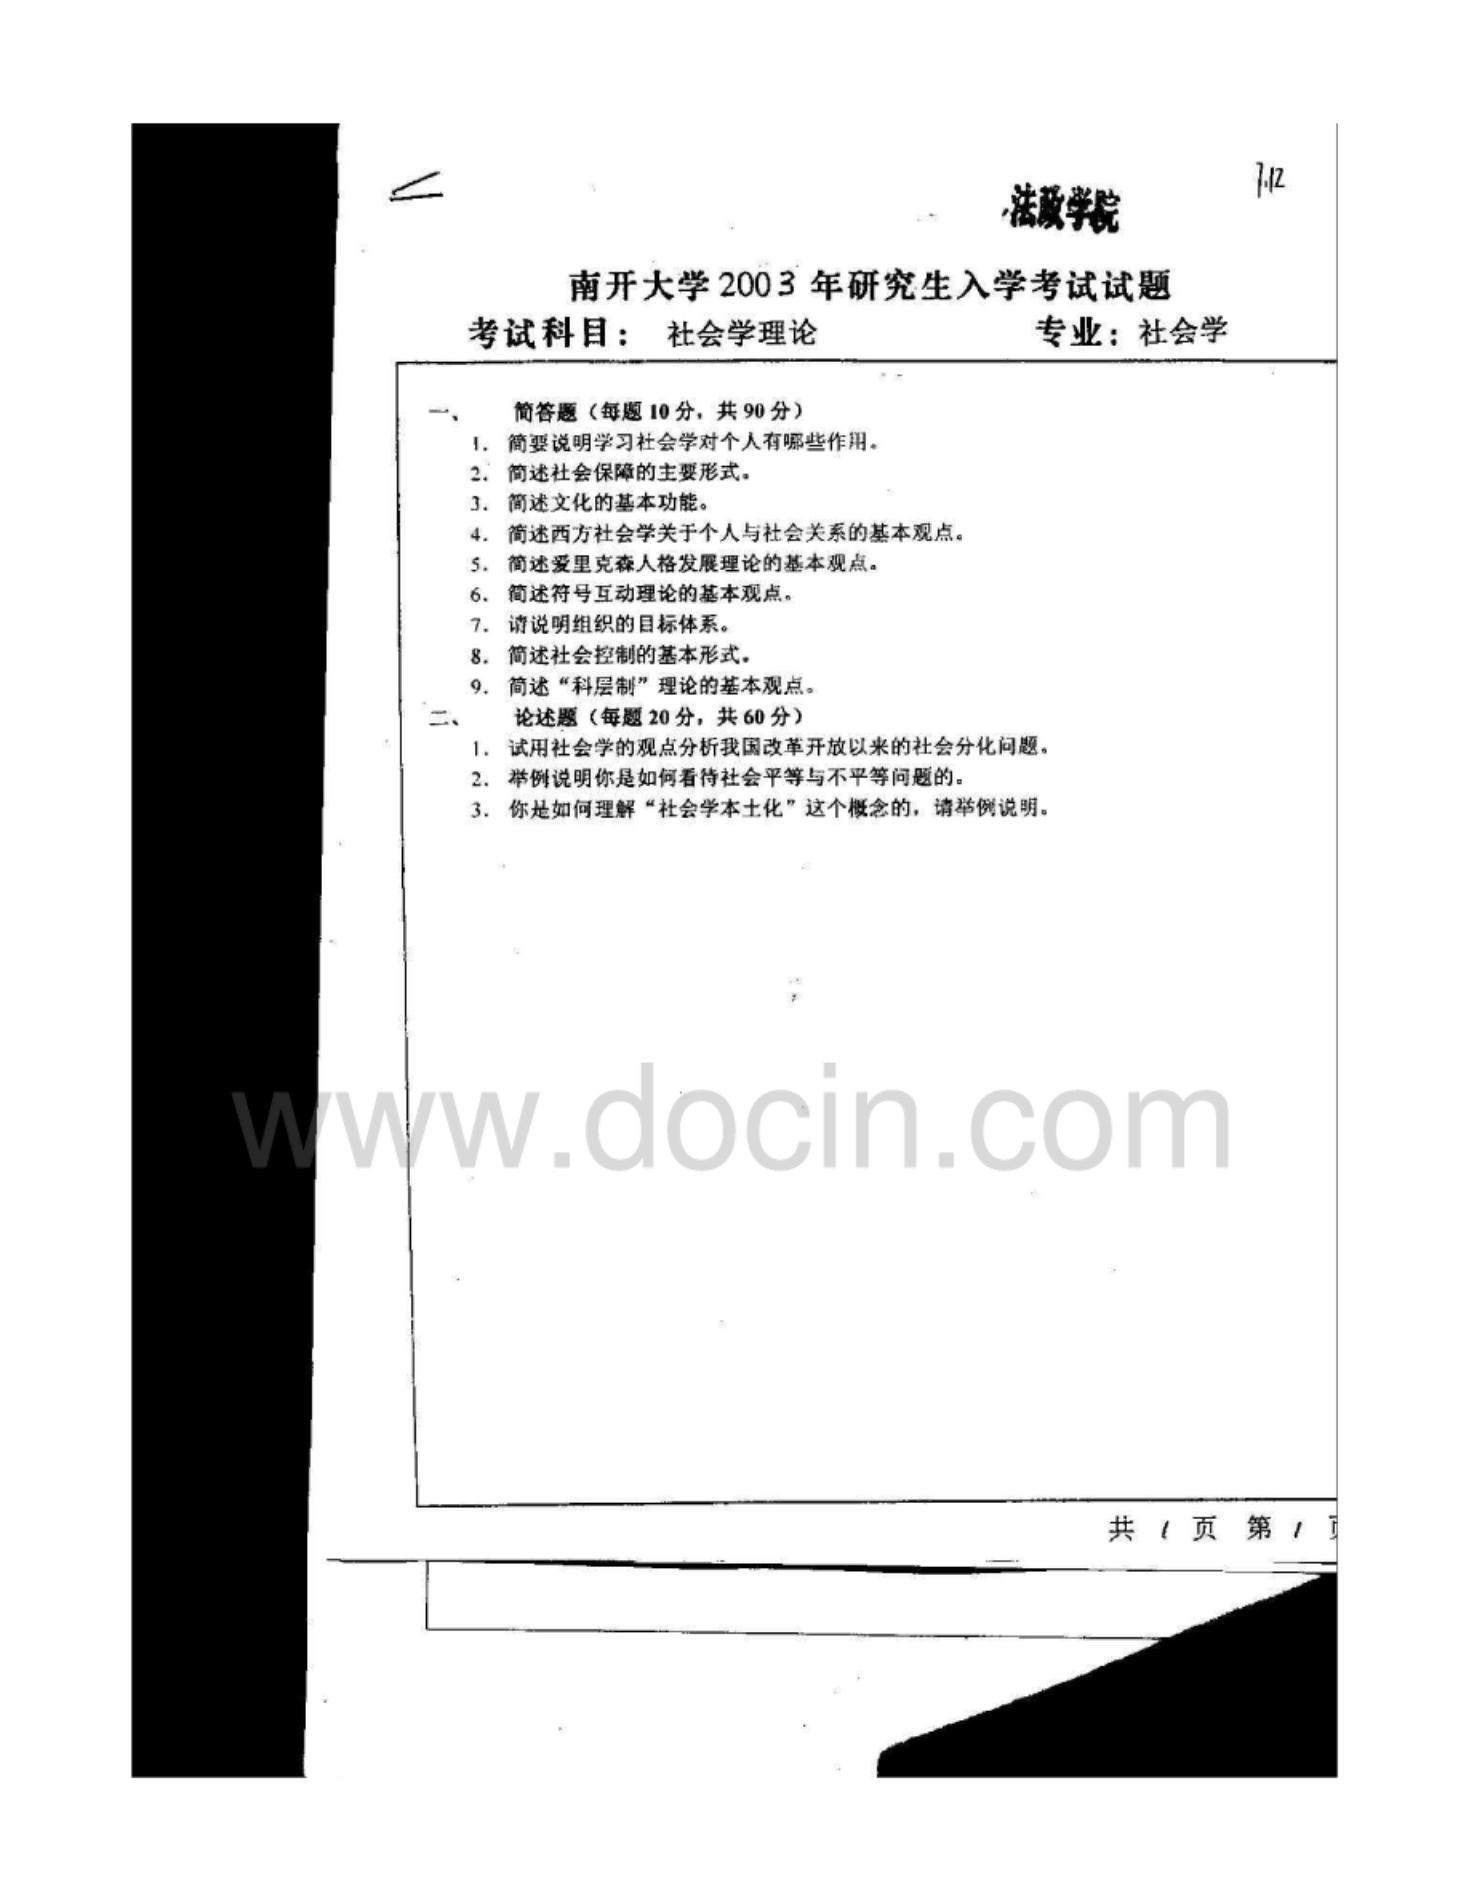 7.12
法政学院
南开大学2003年研究生入学考试试题
考试科目: 社会学理论 专业: 社会学
一、 简答题（每题10分，共90分）
1. 简要说明学习社会学对个人有哪些作用。
2. 简述社会保障的主要形式。
3. 简述文化的基本功能。
4. 简述西方社会学关于个人与社会关系的基本观点。
5. 简述爱里克森人格发展理论的基本观点。
6. 简述符号互动理论的基本观点。
7. 请说明组织的目标体系。
8. 简述社会控制的基本形式。
9. 简述“科层制”理论的基本观点。
二、 论述题（每题20分，共60分）
1. 试用社会学的观点分析我国改革开放以来的社会分化问题。
2. 举例说明你是如何看待社会平等与不平等问题的。
3. 你是如何理解“社会学本土化”这个概念的，请举例说明。
www.docin.com
共 1 页 第 1